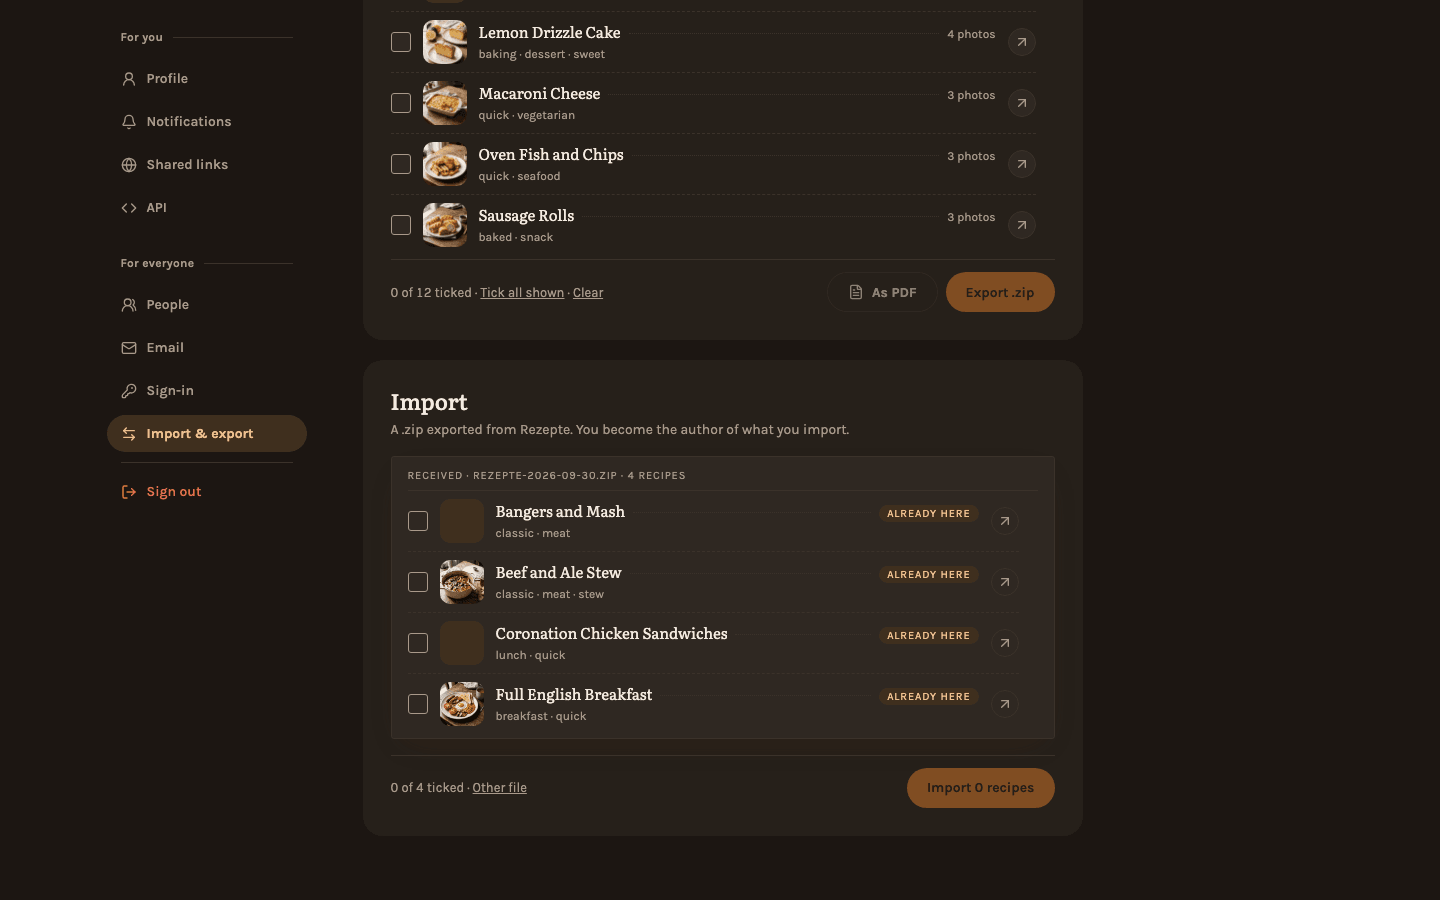 For you
Profile
Notifications
Shared links
API
For everyone
People
Email
Sign-in
Import & export
Sign out
Lemon Drizzle Cake
4 photos
baking · dessert · sweet
Macaroni Cheese
3 photos
quick · vegetarian
Oven Fish and Chips
3 photos
quick · seafood
Sausage Rolls
3 photos
baked · snack
0 of 12 ticked · Tick all shown · Clear
As PDF
Export .zip
Import
A .zip exported from Rezepte. You become the author of what you import.
RECEIVED · REZEPTE-2026-09-30.ZIP · 4 RECIPES
Bangers and Mash
ALREADY HERE
classic · meat
Beef and Ale Stew
ALREADY HERE
classic · meat · stew
Coronation Chicken Sandwiches
ALREADY HERE
lunch · quick
Full English Breakfast
ALREADY HERE
breakfast · quick
0 of 4 ticked · Other file
Import 0 recipes